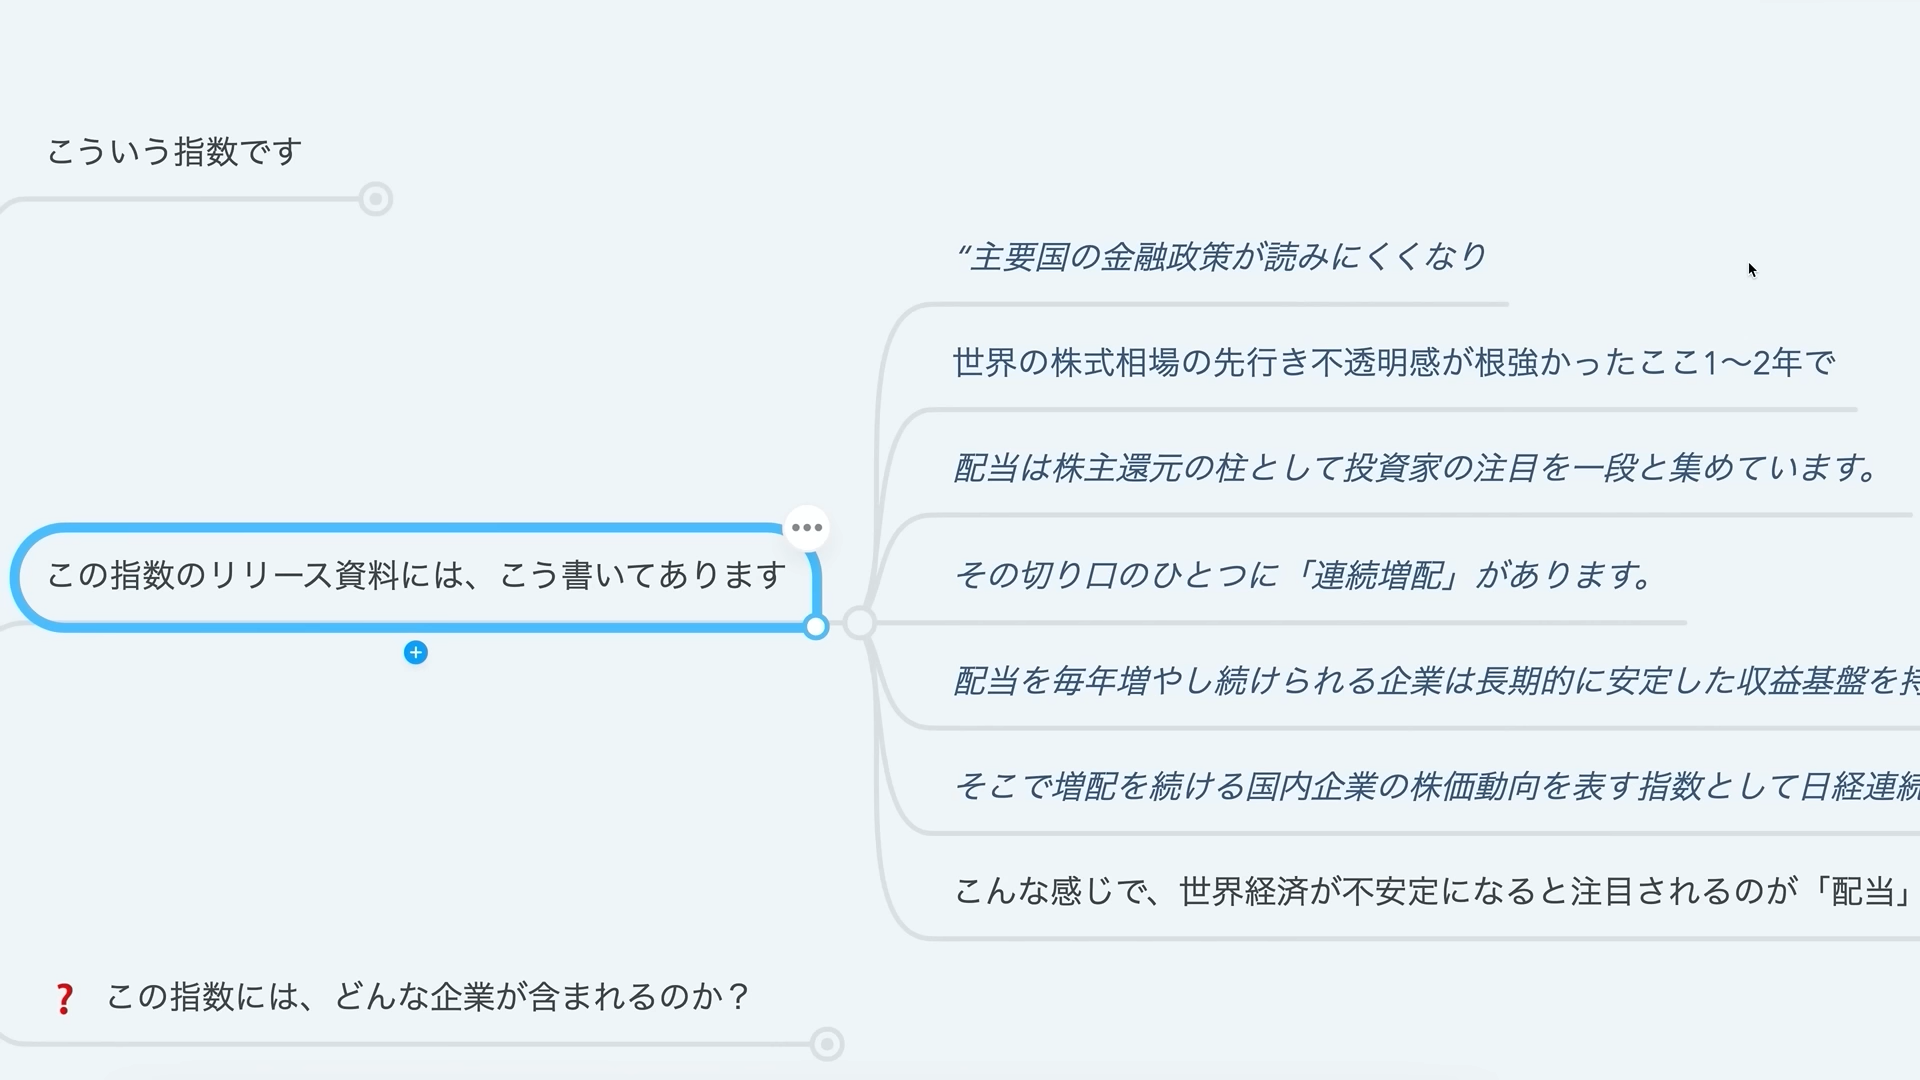 こういう指数です
“主要国の金融政策が読みにくくなり
世界の株式相場の先行き不透明感が根強かったここ1〜2年で
配当は株主還元の柱として投資家の注目を一段と集めています。
この指数のリリース資料には、こう書いてあります
その切り口のひとつに「連続増配」があります。
配当を毎年増やし続けられる企業は長期的に安定した収益基盤を持
そこで増配を続ける国内企業の株価動向を表す指数として日経連続
こんな感じで、世界経済が不安定になると注目されるのが「配当」
❓ この指数には、どんな企業が含まれるのか？